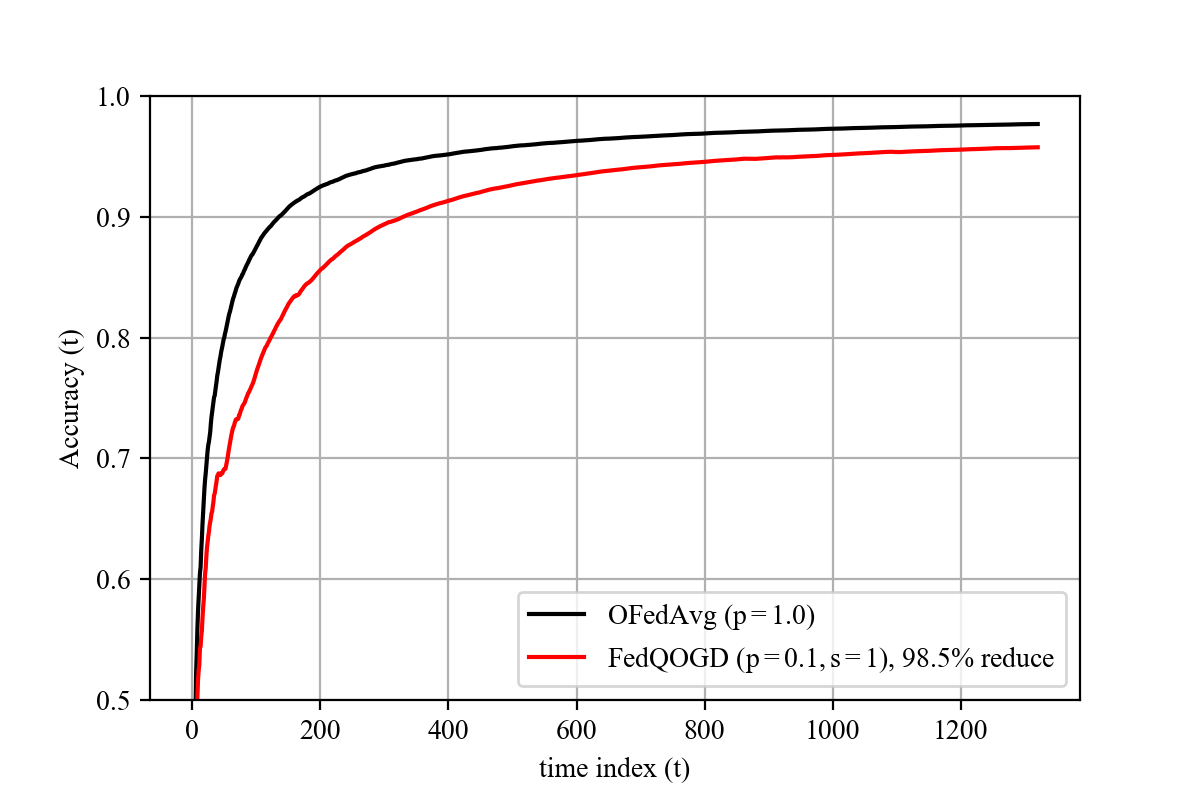 1.0
0.9
0.8
0.7
0.6
0.5
Accuracy (t)
OFedAvg (p = 1.0)
FedQOGD (p = 0.1, s = 1), 98.5% reduce
0 200 400 600 800 1000 1200
time index (t)